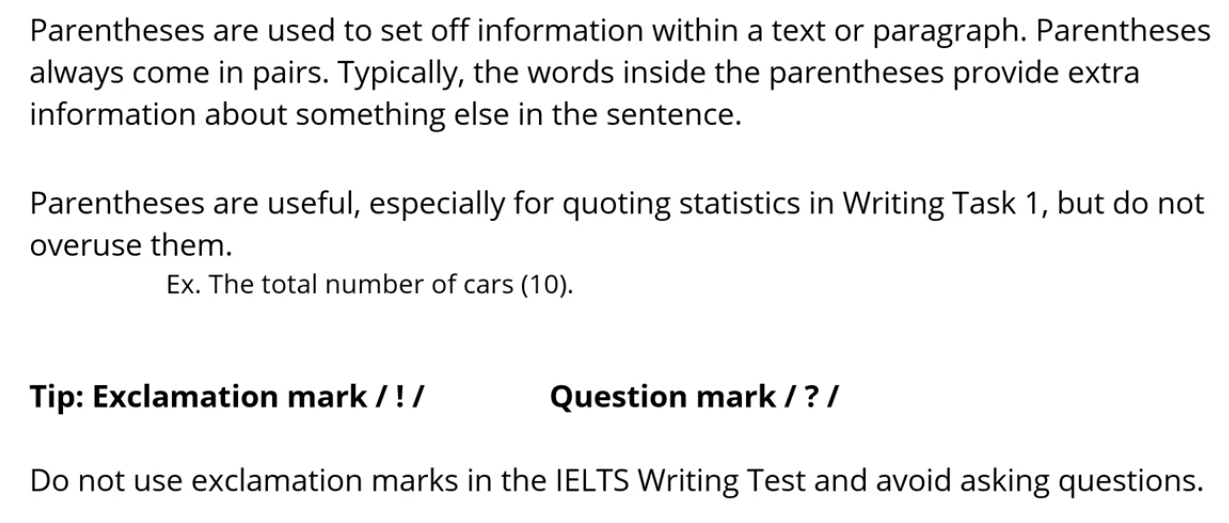 Parentheses are used to set off information within a text or paragraph. Parentheses
always come in pairs. Typically, the words inside the parentheses provide extra
information about something else in the sentence.
Parentheses are useful, especially for quoting statistics in Writing Task 1, but do not
overuse them.
Ex. The total number of cars (10).
Tip: Exclamation mark / ! / Question mark / ? /
Do not use exclamation marks in the IELTS Writing Test and avoid asking questions.